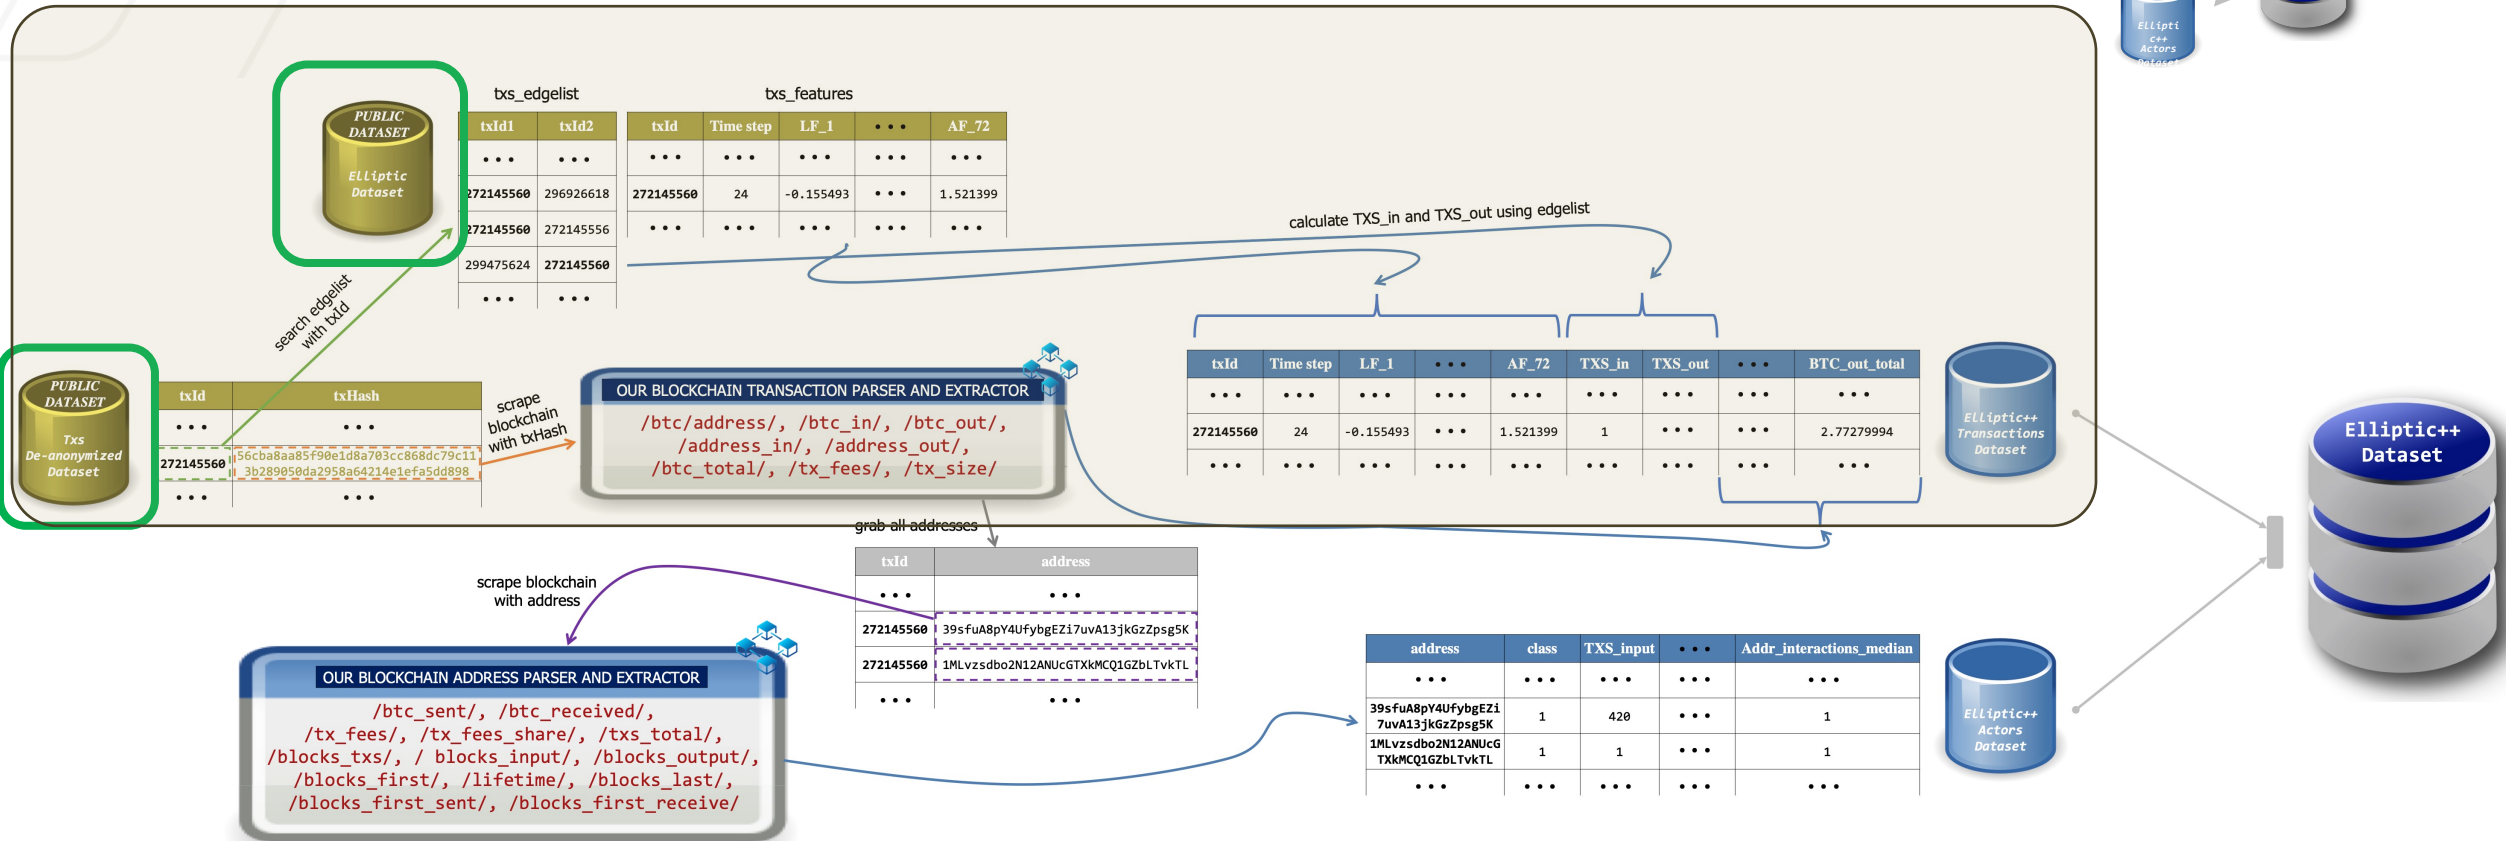 Ellipti
c++
Actors
Dataset
txs_edgelist
txs_features
PUBLIC
DATASET
Elliptic
Dataset
txId1 txId2
• • • • • •
272145560 296926618
272145560 272145556
299475624 272145560
• • • • • •
txId Time step LF_1 • • • AF_72
• • • • • • • • • • • • • • •
272145560 24 -0.155493 • • • 1.521399
• • • • • • • • • • • • • • •
calculate TXS_in and TXS_out using edgelist
search edgelist
with txId
PUBLIC
DATASET
Txs
De-anonymized
Dataset
txId txHash
• • • • • •
272145560 56cba8aa85f90e1d8a703cc868dc79c11
3b289050da2958a64214e1efa5dd898
• • • • • •
scrape
blockchain
with txHash
OUR BLOCKCHAIN TRANSACTION PARSER AND EXTRACTOR
/btc/address/, /btc_in/, /btc_out/,
/address_in/, /address_out/,
/btc_total/, /tx_fees/, /tx_size/
txId Time step LF_1 • • • AF_72 TXS_in TXS_out • • • BTC_out_total
• • • • • • • • • • • • • • • • • • • • • • • • • • •
272145560 24 -0.155493 • • • 1.521399 1 • • • • • • 2.77279994
• • • • • • • • • • • • • • • • • • • • • • • • • • •
Elliptic++
Transactions
Dataset
Elliptic++
Dataset
grab all addresses
txId address
• • • • • •
272145560 39sfuA8pY4UfybgEZi7uvA13jkGzZpsg5K
272145560 1MLvzsdbo2N12ANUcGTXkMCQ1GZbLTvkTL
• • • • • •
scrape blockchain
with address
OUR BLOCKCHAIN ADDRESS PARSER AND EXTRACTOR
/btc_sent/, /btc_received/,
/tx_fees/, /tx_fees_share/, /txs_total/,
/blocks_txs/, / blocks_input/, /blocks_output/,
/blocks_first/, /lifetime/, /blocks_last/,
/blocks_first_sent/, /blocks_first_receive/
address class TXS_input • • • Addr_interactions_median
• • • • • • • • • • • • • • •
39sfuA8pY4UfybgEZi
7uvA13jkGzZpsg5K 1 420 • • • 1
1MLvzsdbo2N12ANUcG
TXkMCQ1GZbLTvkTL 1 1 • • • 1
• • • • • • • • • • • • • • •
Elliptic++
Actors
Dataset